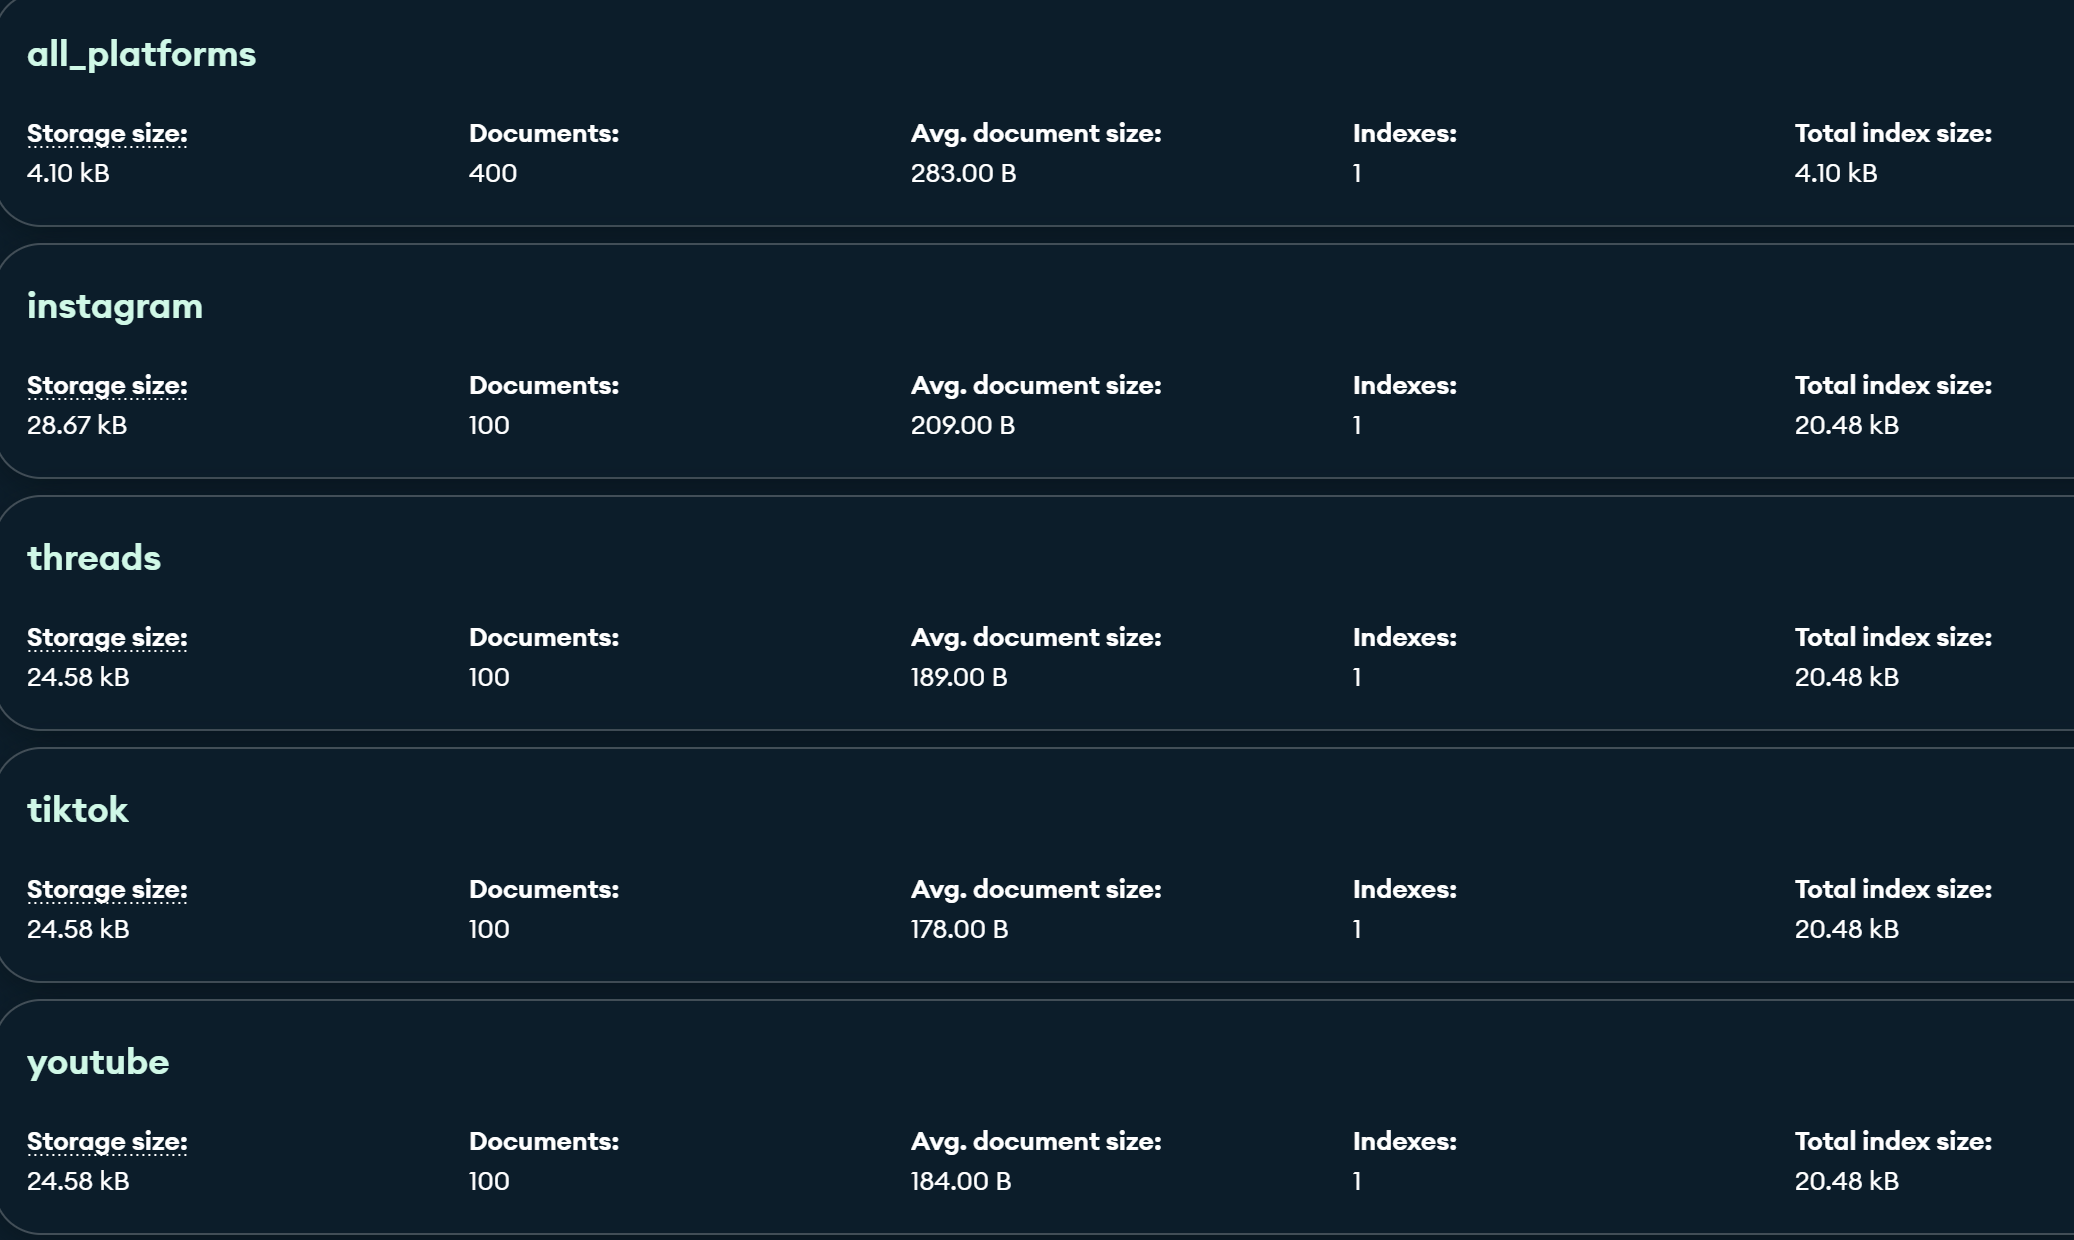 all_platforms
Storage size: Documents: Avg. document size: Indexes: Total index size:
4.10 kB 400 283.00 B 1 4.10 kB
instagram
Storage size: Documents: Avg. document size: Indexes: Total index size:
28.67 kB 100 209.00 B 1 20.48 kB
threads
Storage size: Documents: Avg. document size: Indexes: Total index size:
24.58 kB 100 189.00 B 1 20.48 kB
tiktok
Storage size: Documents: Avg. document size: Indexes: Total index size:
24.58 kB 100 178.00 B 1 20.48 kB
youtube
Storage size: Documents: Avg. document size: Indexes: Total index size:
24.58 kB 100 184.00 B 1 20.48 kB